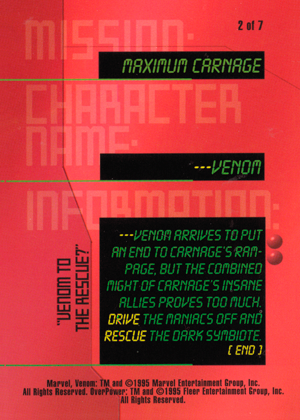 2 of 7
MISSION:
MAXIMUM CARNAGE
CHARACTER
NAME:
---VENOM
INFORMATION:
"VENOM TO
THE RESCUE?"
---VENOM ARRIVES TO PUT
AN END TO CARNAGE'S RAM-
PAGE, BUT THE COMBINED
MIGHT OF CARNAGE'S INSANE
ALLIES PROVES TOO MUCH.
DRIVE THE MANIACS OFF AND
RESCUE THE DARK SYMBIOTE.
[ END ]
Marvel, Venom: TM and ©1995 Marvel Entertainment Group, Inc.
All Rights Reserved. OverPower: TM and ©1995 Fleer Entertainment Group, Inc.
All Rights Reserved.